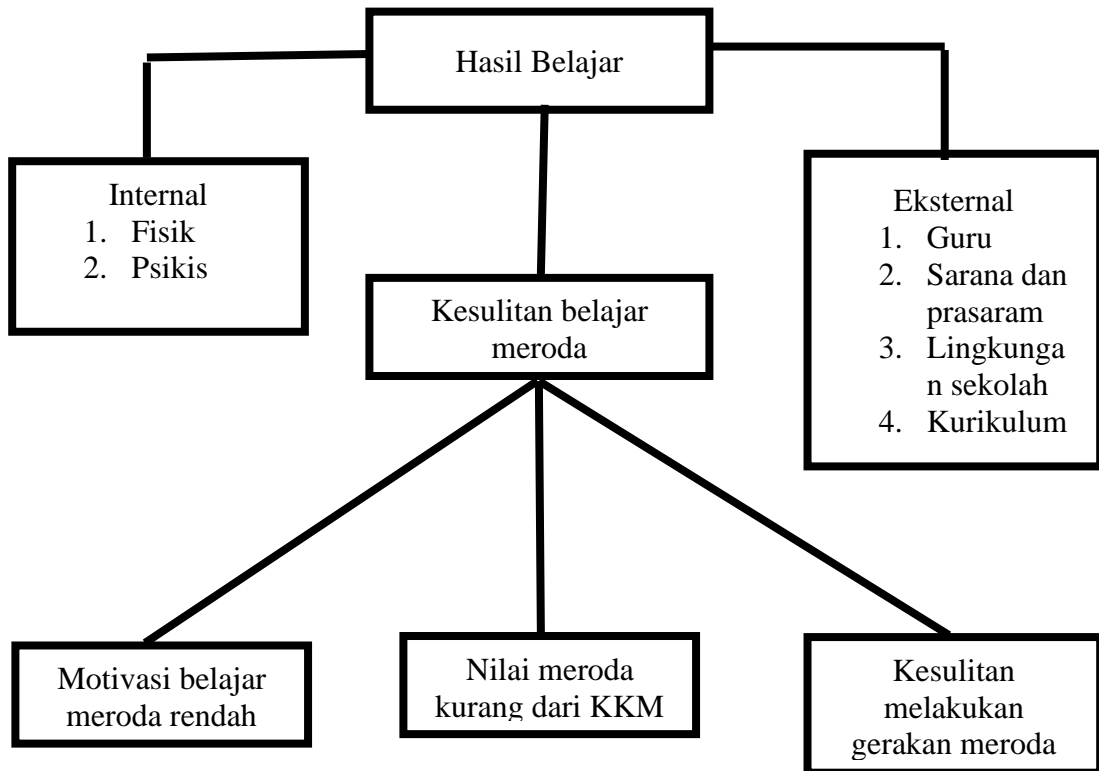 Hasil Belajar
Internal
1. Fisik
2. Psikis
Eksternal
1. Guru
2. Sarana dan
prasaram
3. Lingkunga
n sekolah
4. Kurikulum
Kesulitan belajar
meroda
Motivasi belajar
meroda rendah
Nilai meroda
kurang dari KKM
Kesulitan
melakukan
gerakan meroda